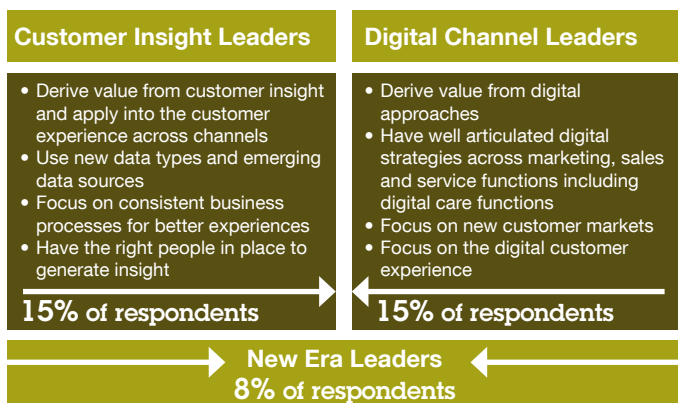 Customer Insight Leaders
• Derive value from customer insight
and apply into the customer
experience across channels
• Use new data types and emerging
data sources
• Focus on consistent business
processes for better experiences
• Have the right people in place to
generate insight
15% of respondents
Digital Channel Leaders
• Derive value from digital
approaches
• Have well articulated digital
strategies across marketing, sales
and service functions including
digital care functions
• Focus on new customer markets
• Focus on the digital customer
experience
15% of respondents
New Era Leaders
8% of respondents